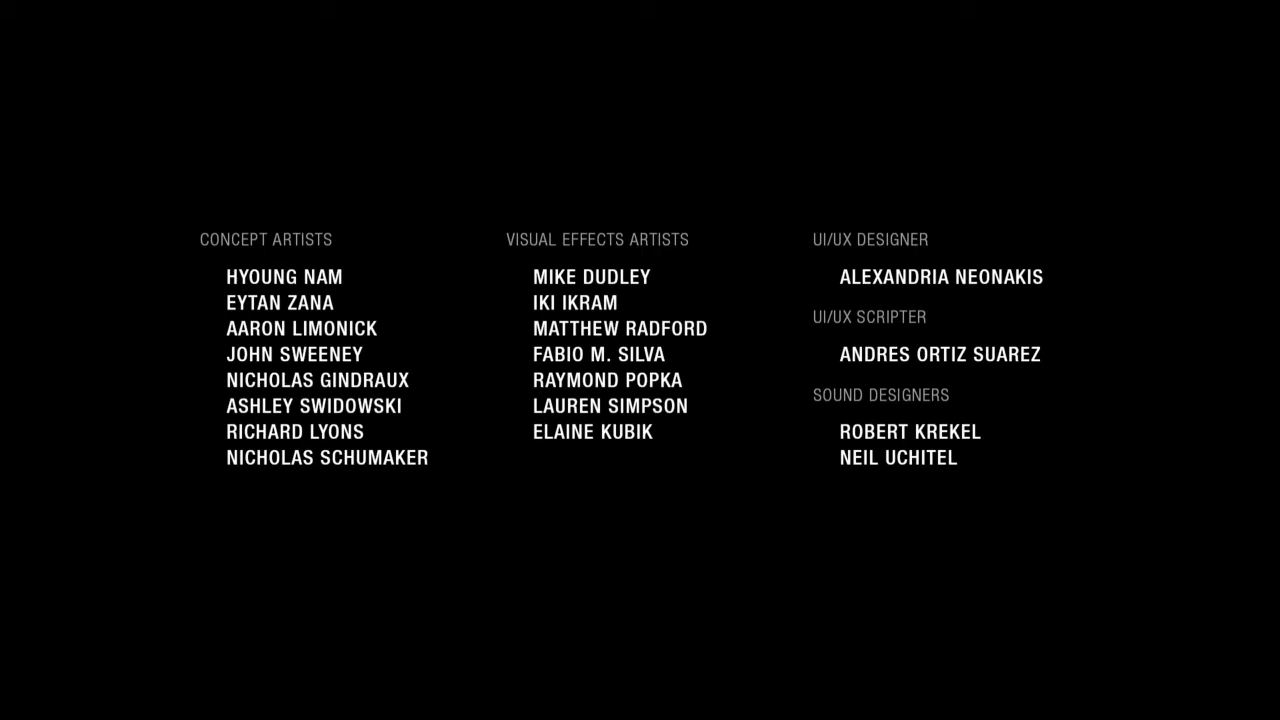 CONCEPT ARTISTS
HYOUNG NAM
EYTAN ZANA
AARON LIMONICK
JOHN SWEENEY
NICHOLAS GINDRAUX
ASHLEY SWIDOWSKI
RICHARD LYONS
NICHOLAS SCHUMAKER
VISUAL EFFECTS ARTISTS
MIKE DUDLEY
IKI IKRAM
MATTHEW RADFORD
FABIO M. SILVA
RAYMOND POPKA
LAUREN SIMPSON
ELAINE KUBIK
UI/UX DESIGNER
ALEXANDRIA NEONAKIS
UI/UX SCRIPTER
ANDRES ORTIZ SUAREZ
SOUND DESIGNERS
ROBERT KREKEL
NEIL UCHITEL